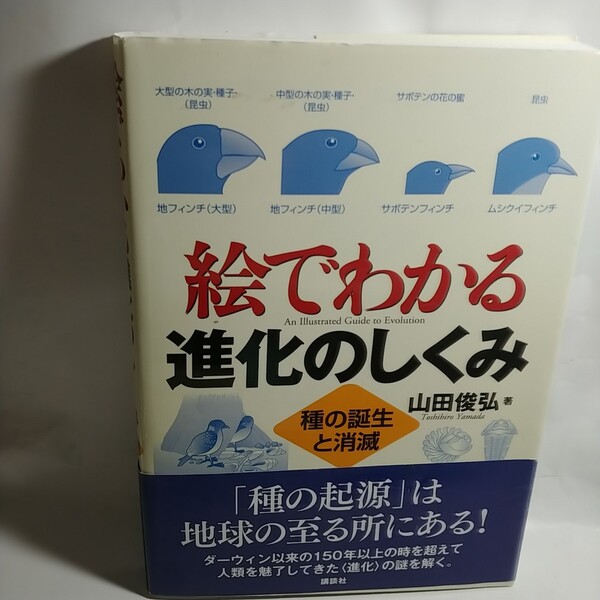 大型の木の実・種子・
(昆虫)
中型の木の実・種子・
(昆虫)
サボテンの花の蜜
昆虫
地フィンチ(大型)
地フィンチ(中型)
サボテンフィンチ
ムシクイフィンチ
絵でわかる
An Illustrated Guide to Evolution
進化のしくみ
種の誕生
と消滅
山田俊弘 著
Toshihiro Yamada
「種の起源」は
地球の至る所にある!
ダーウィン以来の150年以上の時を超えて
人類を魅了してきた〈進化〉の謎を解く。
講談社